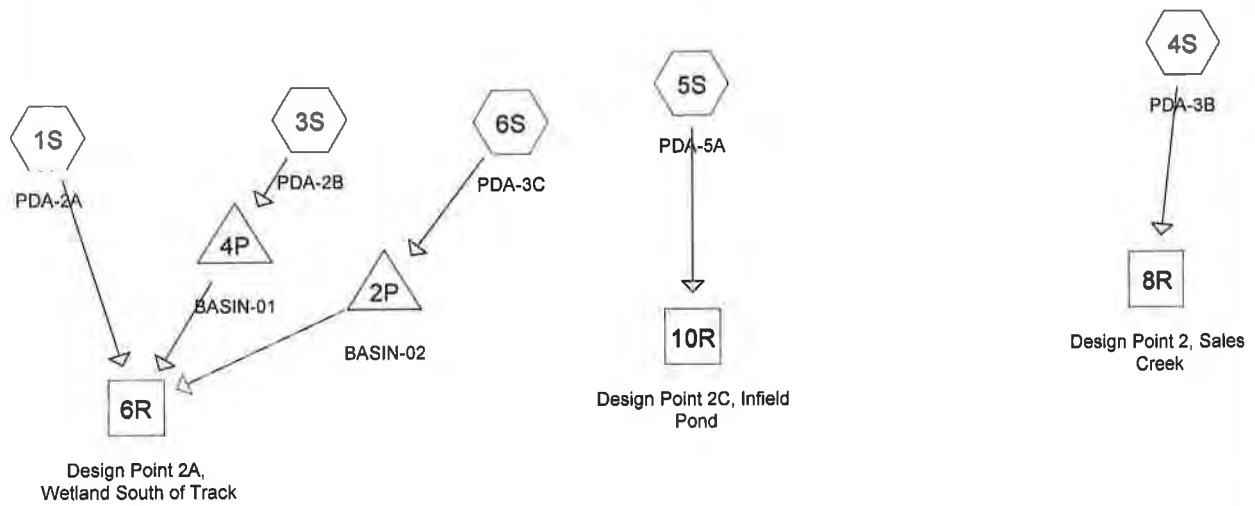 4S
PDA-3B
5S
PDA-5A
3S
PDA-2B
6S
PDA-3C
1S
PDA-2A
4P
BASIN-01
2P
BASIN-02
6R
Design Point 2A,
Wetland South of Track
10R
Design Point 2C, Infield
Pond
8R
Design Point 2, Sales
Creek